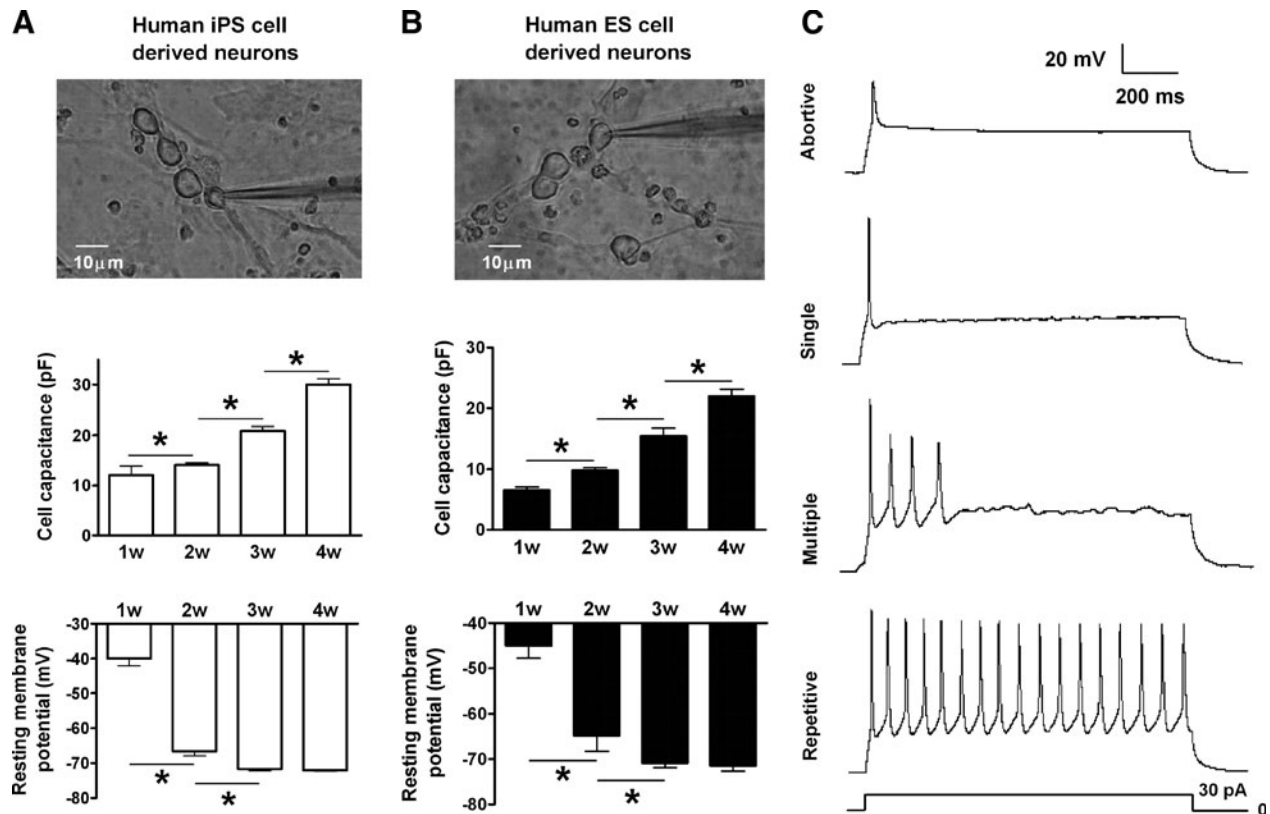 A
Human iPS cell
derived neurons
10μm
Cell capacitance (pF)
30
20
10
0
1w 2w 3w 4w
*
*
*
Resting membrane
potential (mV)
1w 2w 3w 4w
-30
-40
-50
-60
-70
-80
*
*
B
Human ES cell
derived neurons
10μm
Cell capacitance (pF)
30
20
10
0
1w 2w 3w 4w
*
*
*
Resting membrane
potential (mV)
1w 2w 3w 4w
-40
-50
-60
-70
-80
*
*
C
20 mV
200 ms
Abortive
Single
Multiple
Repetitive
30 pA
0